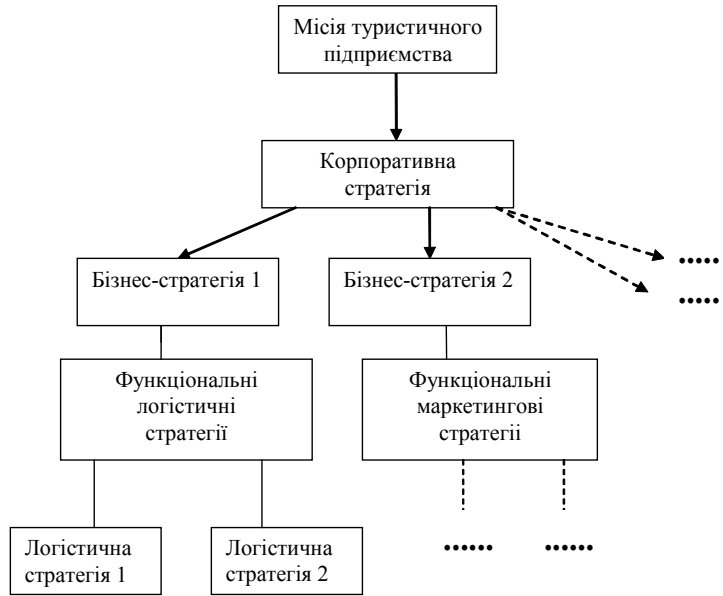 Місія туристичного
підприємства
Корпоративна
стратегія
Бізнес-стратегія 1
Бізнес-стратегія 2
•••••
•••••
Функціональні
логістичні
стратегії
Функціональні
маркетингові
стратегіі
Логістична
стратегія 1
Логістична
стратегія 2
••••••
••••••